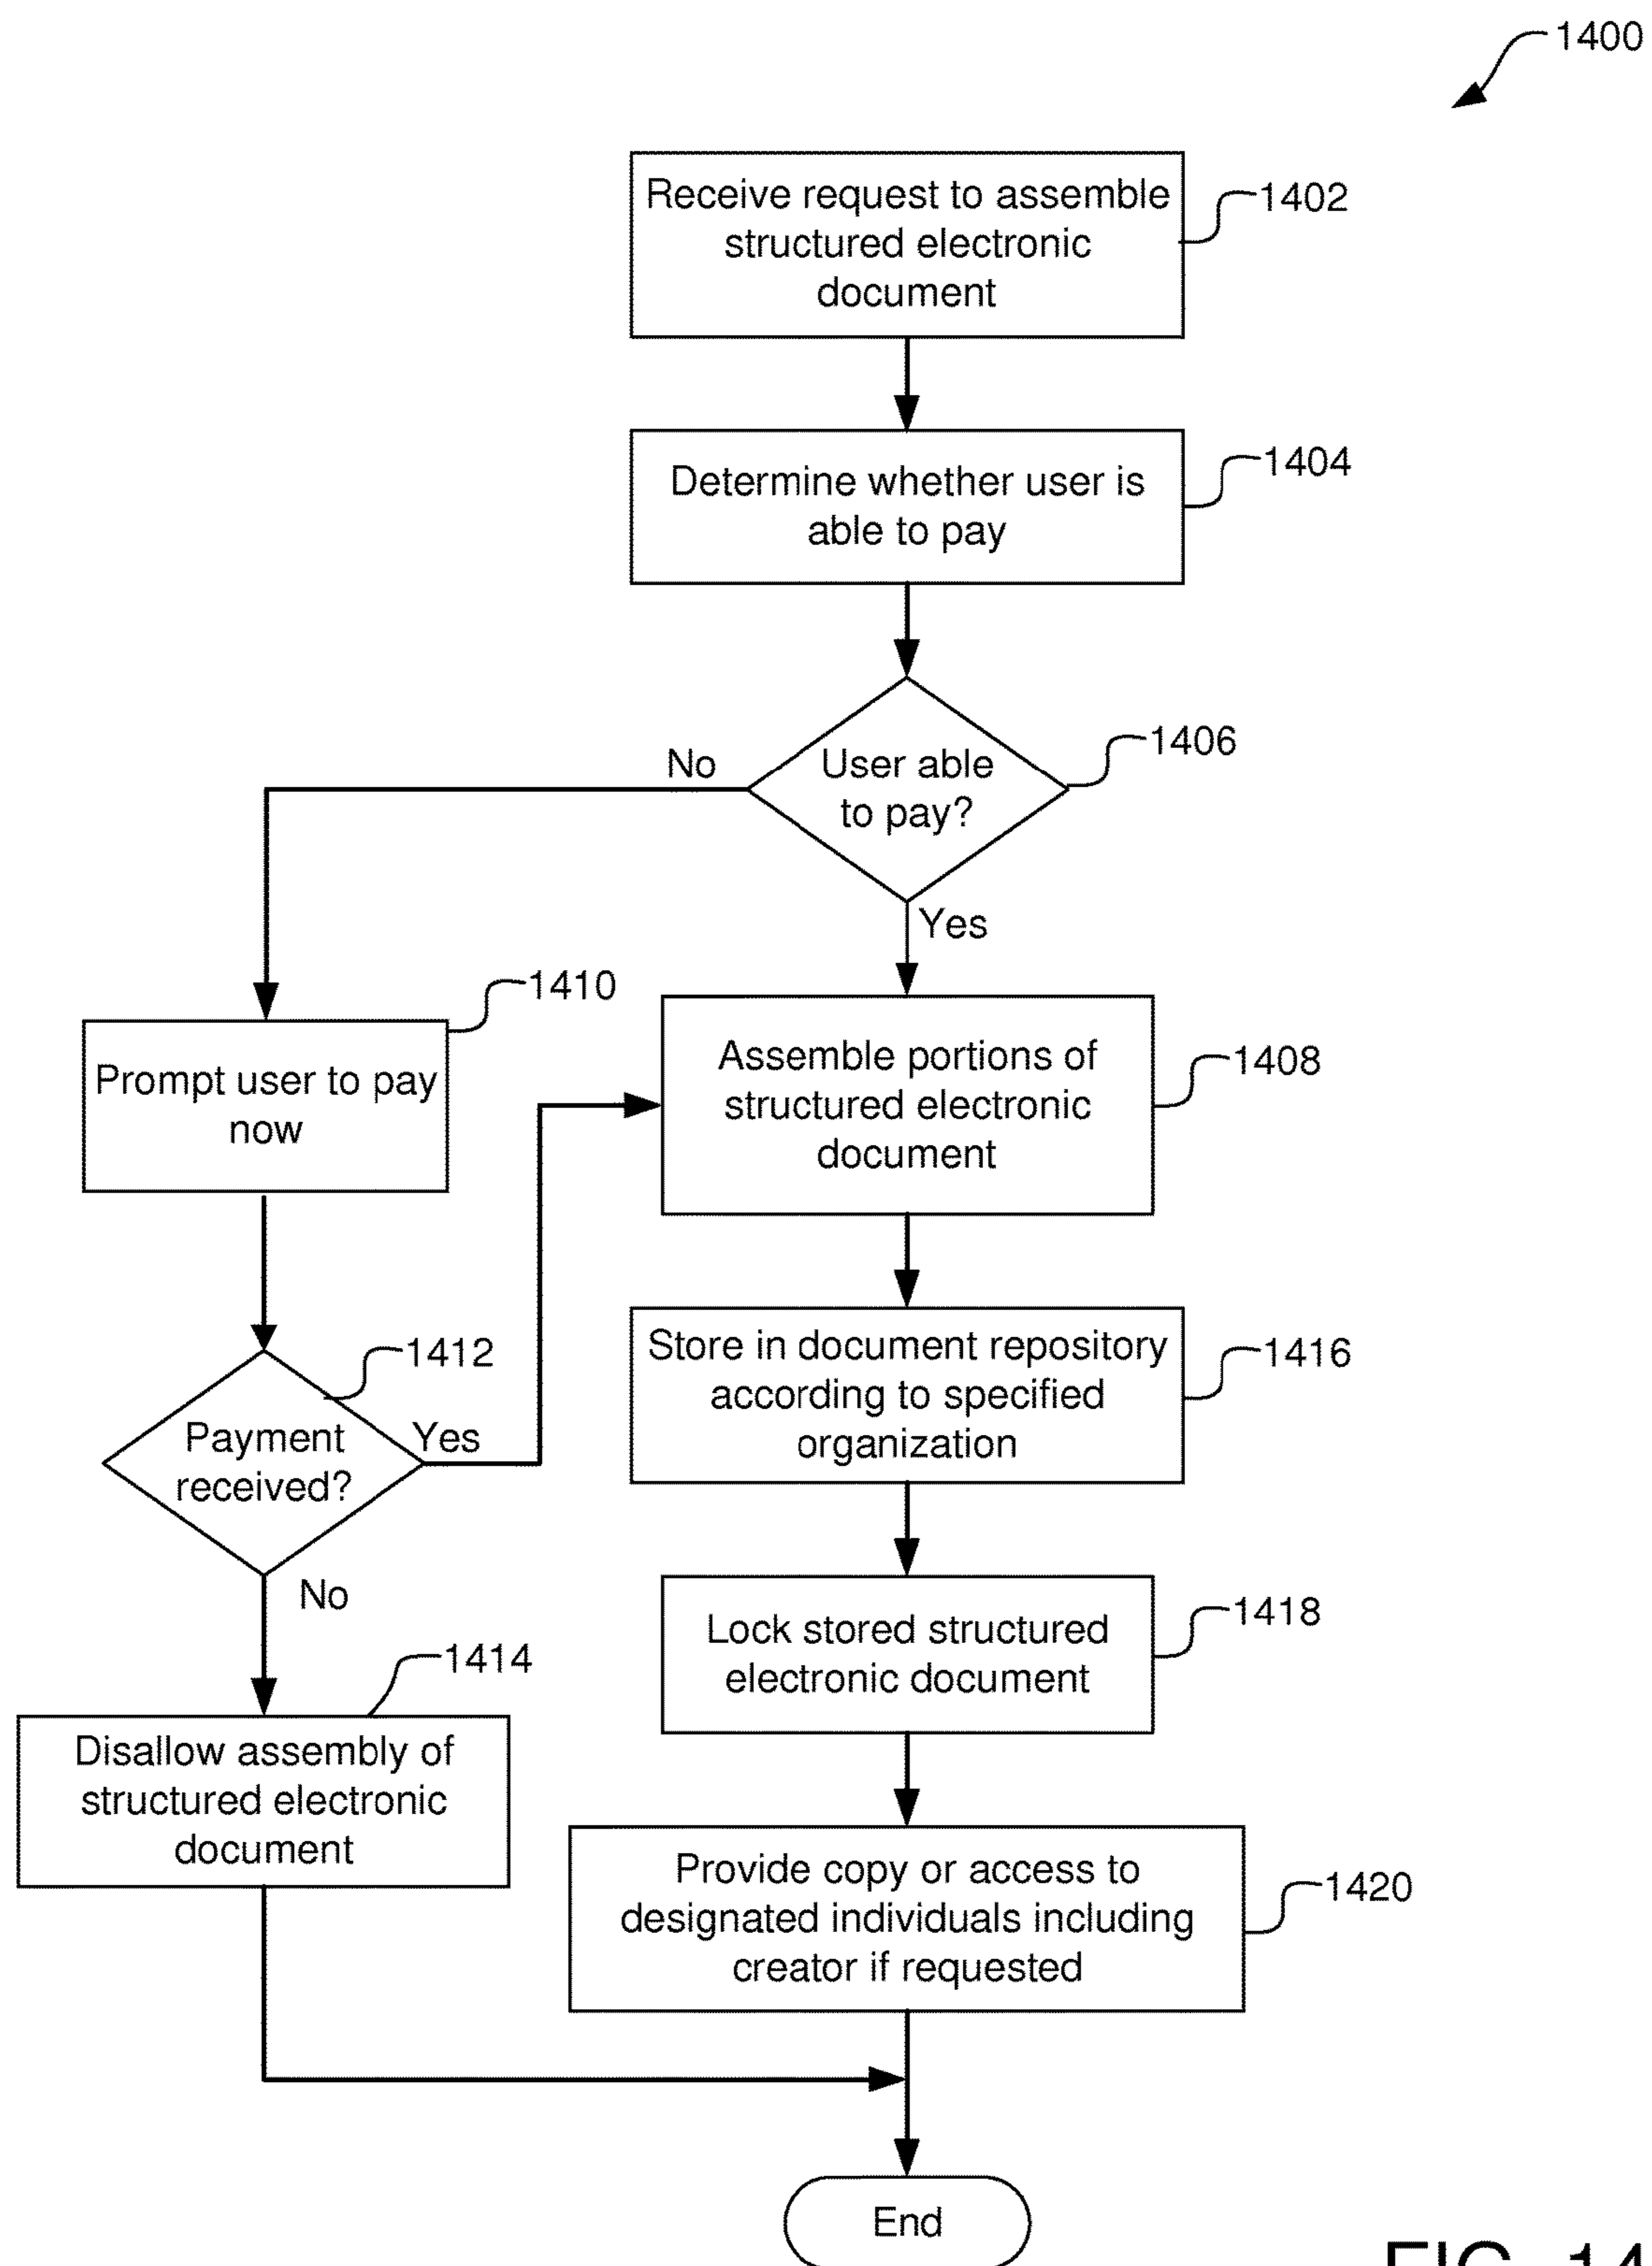 1400
Receive request to assemble
structured electronic
document
1402
Determine whether user is
able to pay
1404
User able
to pay?
1406
No
Yes
1410
Prompt user to pay
now
Assemble portions of
structured electronic
document
1408
1412
Payment
received?
Yes
No
Store in document repository
according to specified
organization
1416
Lock stored structured
electronic document
1418
1414
Disallow assembly of
structured electronic
document
Provide copy or access to
designated individuals including
creator if requested
1420
End
FIG. 14